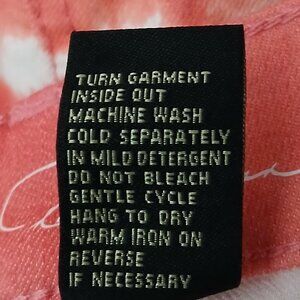 TURN GARMENT
INSIDE OUT
MACHINE WASH
COLD SEPARATELY
IN MILD DETERGENT
DO NOT BLEACH
GENTLE CYCLE
HANG TO DRY
WARM IRON ON
REVERSE
IF NECESSARY